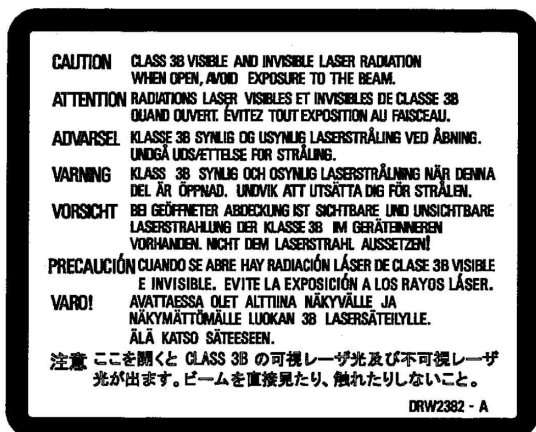 CAUTION CLASS 3B VISIBLE AND INVISIBLE LASER RADIATION
WHEN OPEN, AVOID EXPOSURE TO THE BEAM.
ATTENTION RADIATIONS LASER VISIBLES ET INVISIBLES DE CLASSE 3B
QUAND OUVERT. ÉVITEZ TOUT EXPOSITION AU FAISCEAU.
ADVARSEL KLASSE 3B SYNLIG OG USYNLIG LASERSTRÅLING VED ÅBNING.
UNDGÅ UDSÆTTELSE FOR STRÅLING.
VARNING KLASS 3B SYNLIG OCH OSYNLIG LASERSTRÅLNING NÄR DENNA
DEL ÄR ÖPPNAD. UNDVIK ATT UTSÄTTA DIG FÖR STRÅLEN.
VORSICHT BEI GEÖFFNETER ABDECKUNG IST SICHTBARE UND UNSICHTBARE
LASERSTRAHLUNG DER KLASSE 3B IM GERÄTEINNEREN
VORHANDEN. NICHT DEM LASERSTRAHL AUSSETZEN!
PRECAUCIÓN CUANDO SE ABRE HAY RADIACIÓN LÁSER DE CLASE 3B VISIBLE
E INVISIBLE. EVITE LA EXPOSICIÓN A LOS RAYOS LÁSER.
VARO! AVATTAESSA OLET ALTTIINA NÄKYVÄLLE JA
NÄKYMÄTTÖMÄLLE LUOKAN 3B LASERSÄTEILYLLE.
ÄLÄ KATSO SÄTEESEEN.
注意 ここを開くと CLASS 3B の可視レーザ光及び不可視レーザ
光が出ます。ビームを直接見たり、触れたりしないこと。
DRW2382 - A